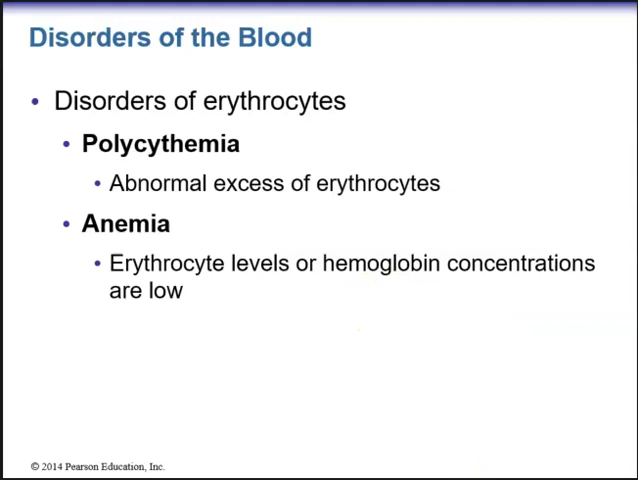 Disorders of the Blood
• Disorders of erythrocytes
• Polycythemia
• Abnormal excess of erythrocytes
• Anemia
• Erythrocyte levels or hemoglobin concentrations
are low
© 2014 Pearson Education, Inc.